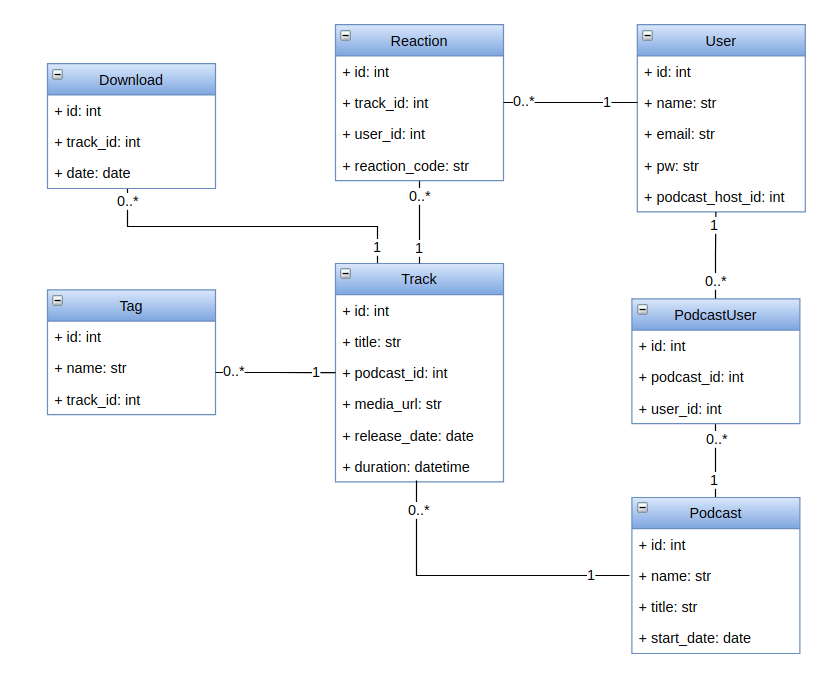 Reaction
+ id: int
+ track_id: int
+ user_id: int
+ reaction_code: str
User
+ id: int
+ name: str
+ email: str
+ pw: str
+ podcast_host_id: int
Download
+ id: int
+ track_id: int
+ date: date
0..*
1
0..*
0..*
1
1
1
0..*
Track
+ id: int
+ title: str
+ podcast_id: int
+ media_url: str
+ release_date: date
+ duration: datetime
Tag
+ id: int
+ name: str
+ track_id: int
0..*
1
PodcastUser
+ id: int
+ podcast_id: int
+ user_id: int
0..*
1
0..*
1
Podcast
+ id: int
+ name: str
+ title: str
+ start_date: date